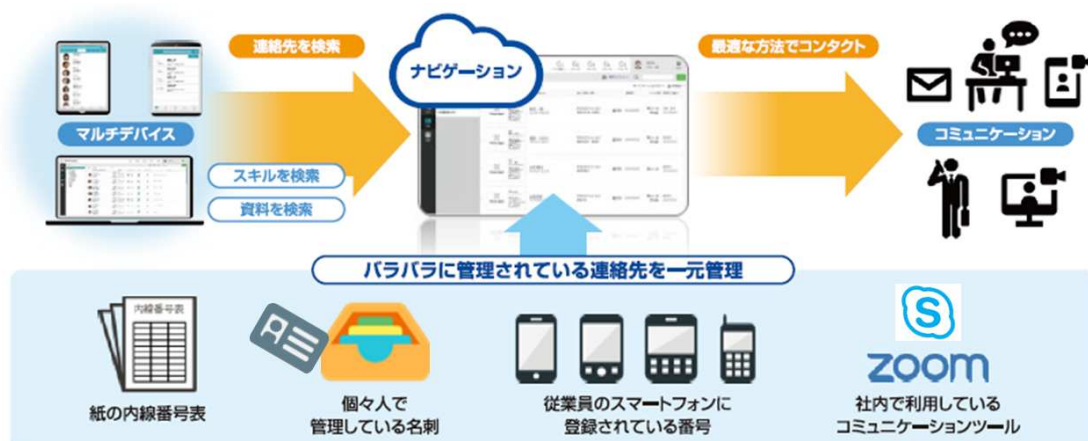 連絡先を検索
ナビゲーション
最適な方法でコンタクト
マルチデバイス
スキルを検索
資料を検索
コミュニケーション
バラバラに管理されている連絡先を一元管理
内線番号表
紙の内線番号表
個々人で
管理している名刺
従業員のスマートフォンに
登録されている番号
S
zoom
社内で利用している
コミュニケーションツール